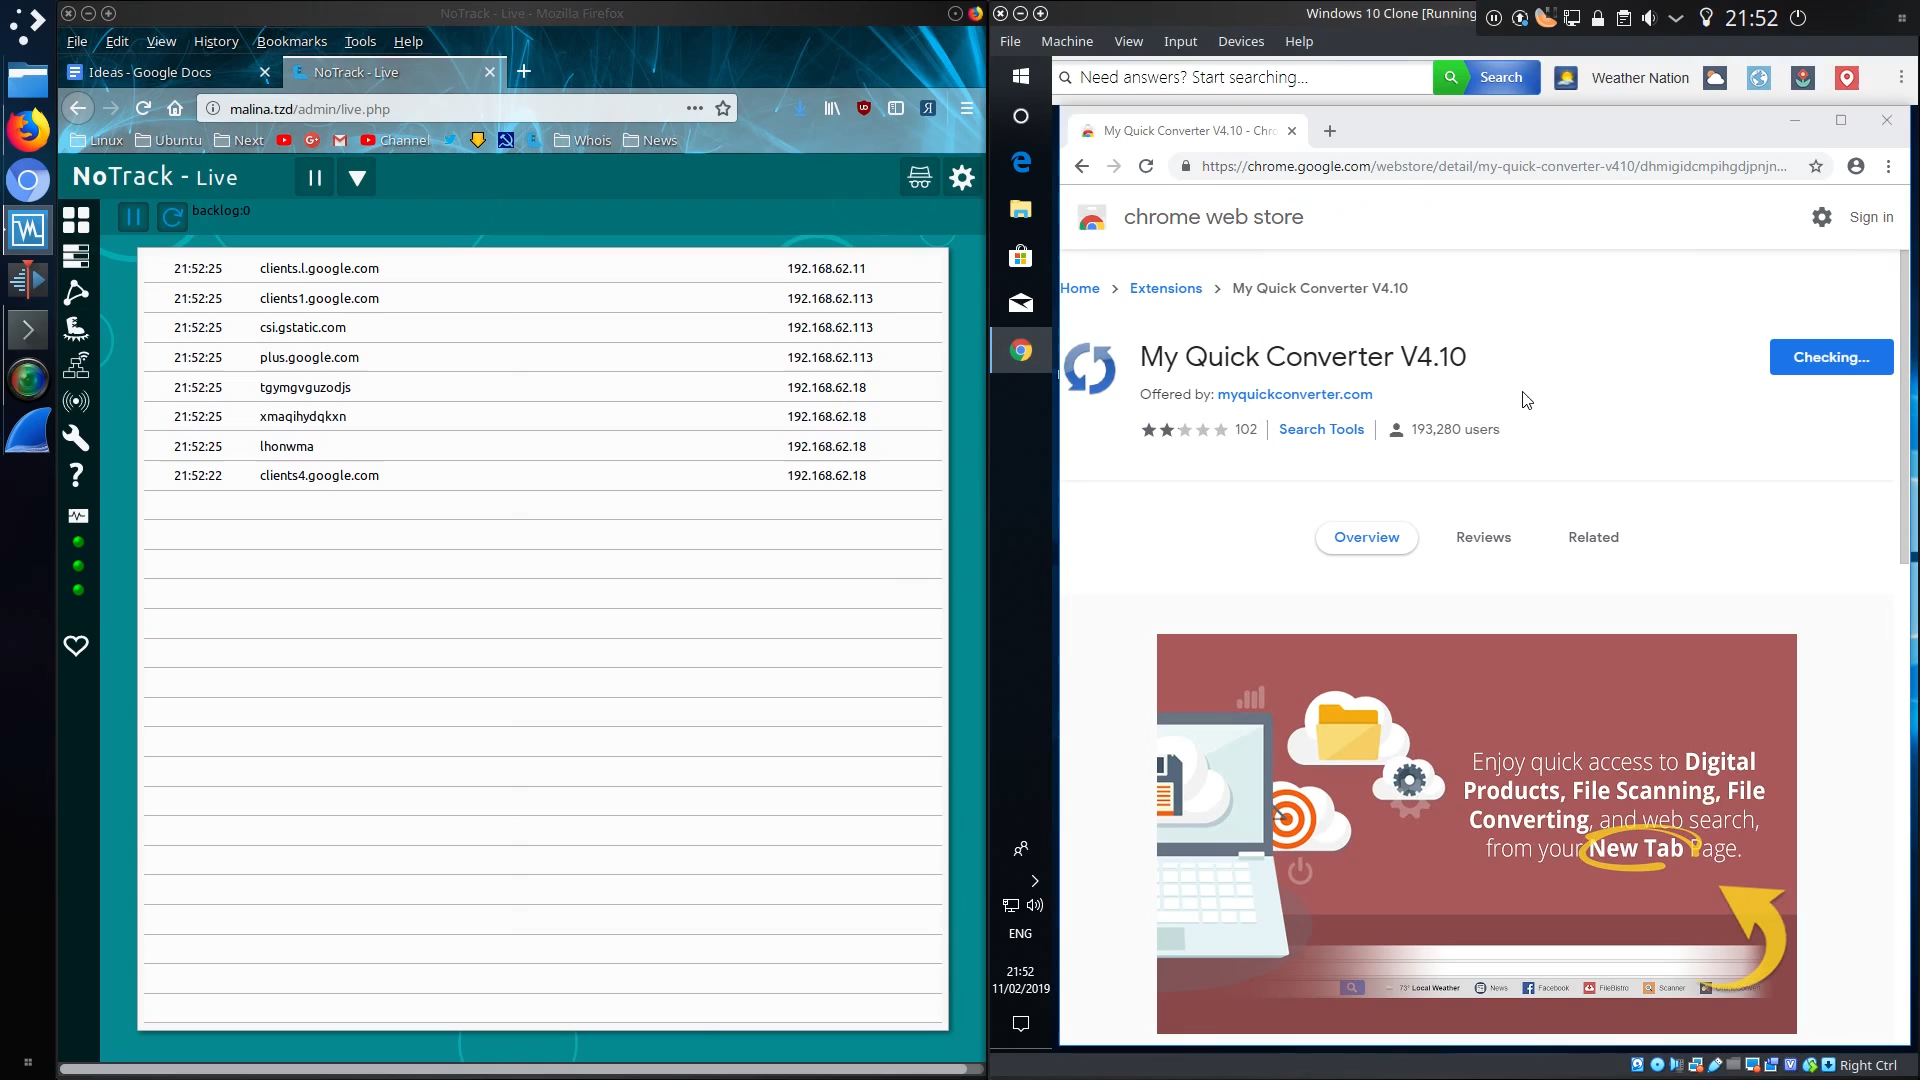 NoTrack - Live - Mozilla Firefox
File Edit View History Bookmarks Tools Help
Ideas - Google Docs
NoTrack - Live
malina.tzd/admin/live.php
Linux Ubuntu Next Channel Whois News
NoTrack - Live
backlog:0
21:52:25 clients.l.google.com 192.168.62.11
21:52:25 clients1.google.com 192.168.62.113
21:52:25 csi.gstatic.com 192.168.62.113
21:52:25 plus.google.com 192.168.62.113
21:52:25 tgymgvguzodjs 192.168.62.18
21:52:25 xmaqihydqkxn 192.168.62.18
21:52:25 lhonwma 192.168.62.18
21:52:22 clients4.google.com 192.168.62.18
Windows 10 Clone [Running
21:52
File Machine View Input Devices Help
Need answers? Start searching...
Search
Weather Nation
My Quick Converter V4.10 - Chro
https://chrome.google.com/webstore/detail/my-quick-converter-v410/dhmigidcmpihgdjpnjn...
chrome web store
Sign in
Home > Extensions > My Quick Converter V4.10
My Quick Converter V4.10
Checking...
Offered by: myquickconverter.com
102
Search Tools
193,280 users
Overview
Reviews
Related
Enjoy quick access to Digital
Products, File Scanning, File
Converting, and web search,
from your New Tab Page.
73° Local Weather News Facebook FileBistro Scanner
ENG
21:52
11/02/2019
Right Ctrl